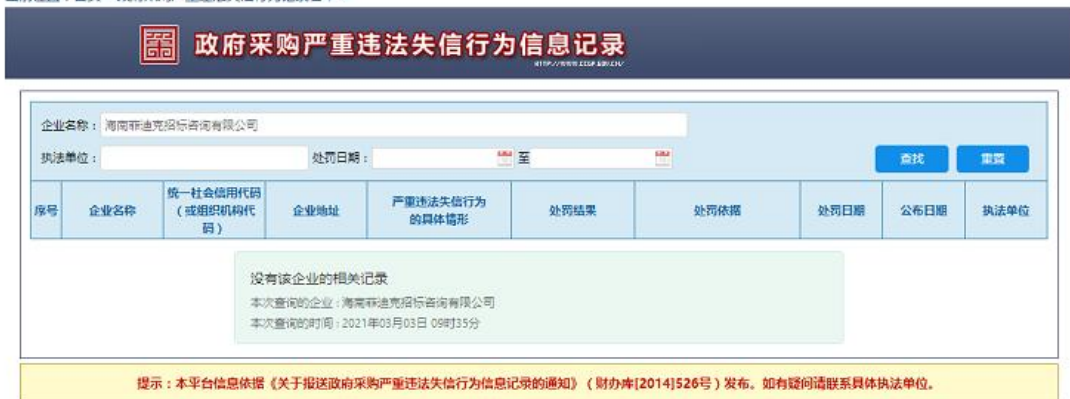 政府采购严重违法失信行为信息记录
HTTP://WWW.CCGP.GOV.CN/
企业名称：海南菲迪克招标咨询有限公司
执法单位： 处罚日期： 至 查找 重置
序号 企业名称 统一社会信用代码（或组织机构代码） 企业地址 严重违法失信行为的具体情形 处罚结果 处罚依据 处罚日期 公布日期 执法单位
没有该企业的相关记录
本次查询的企业：海南菲迪克招标咨询有限公司
本次查询的时间：2021年03月03日 09时35分
提示：本平台信息依据《关于报送政府采购严重违法失信行为信息记录的通知》（财办库[2014]526号）发布。如有疑问请联系具体执法单位。